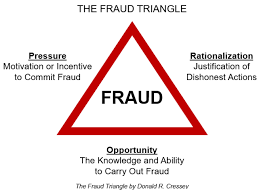 THE FRAUD TRIANGLE
Pressure
Motivation or Incentive
to Commit Fraud
Rationalization
Justification of
Dishonest Actions
FRAUD
Opportunity
The Knowledge and Ability
to Carry Out Fraud
The Fraud Triangle by Donald R. Cressey